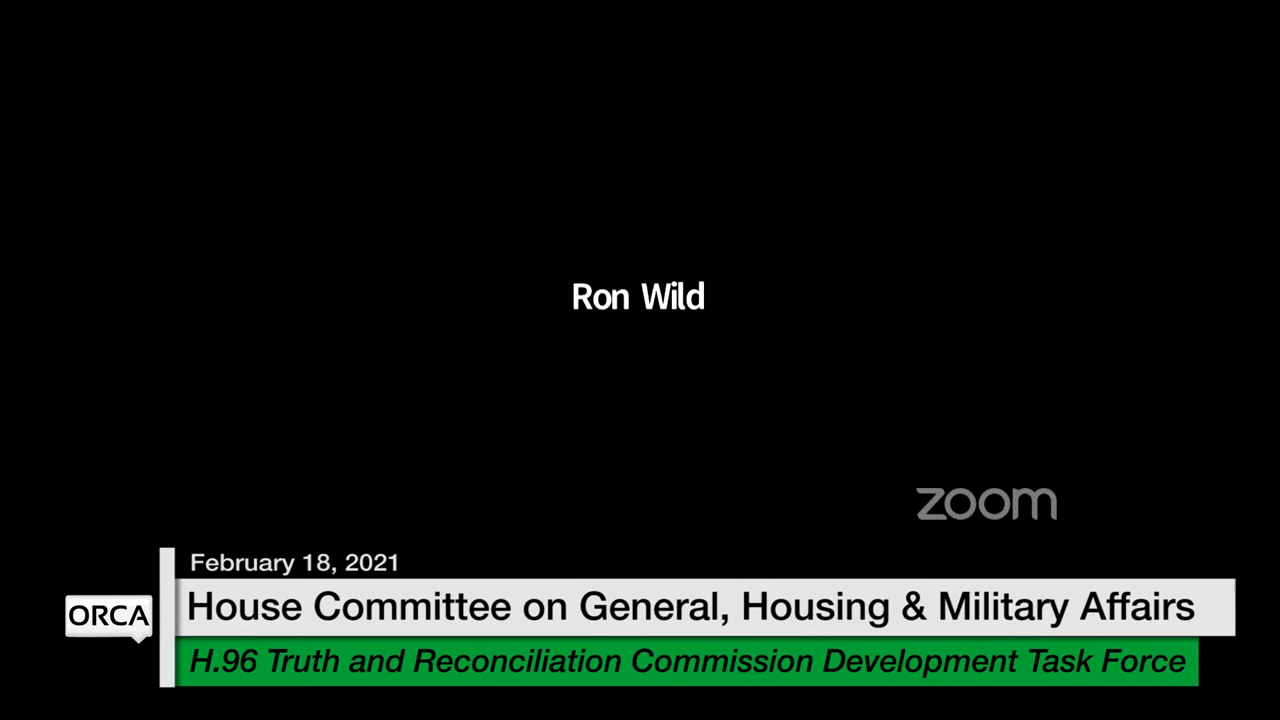 Ron Wild
zoom
February 18, 2021
House Committee on General, Housing & Military Affairs
ORCA
H.96 Truth and Reconciliation Commission Development Task Force